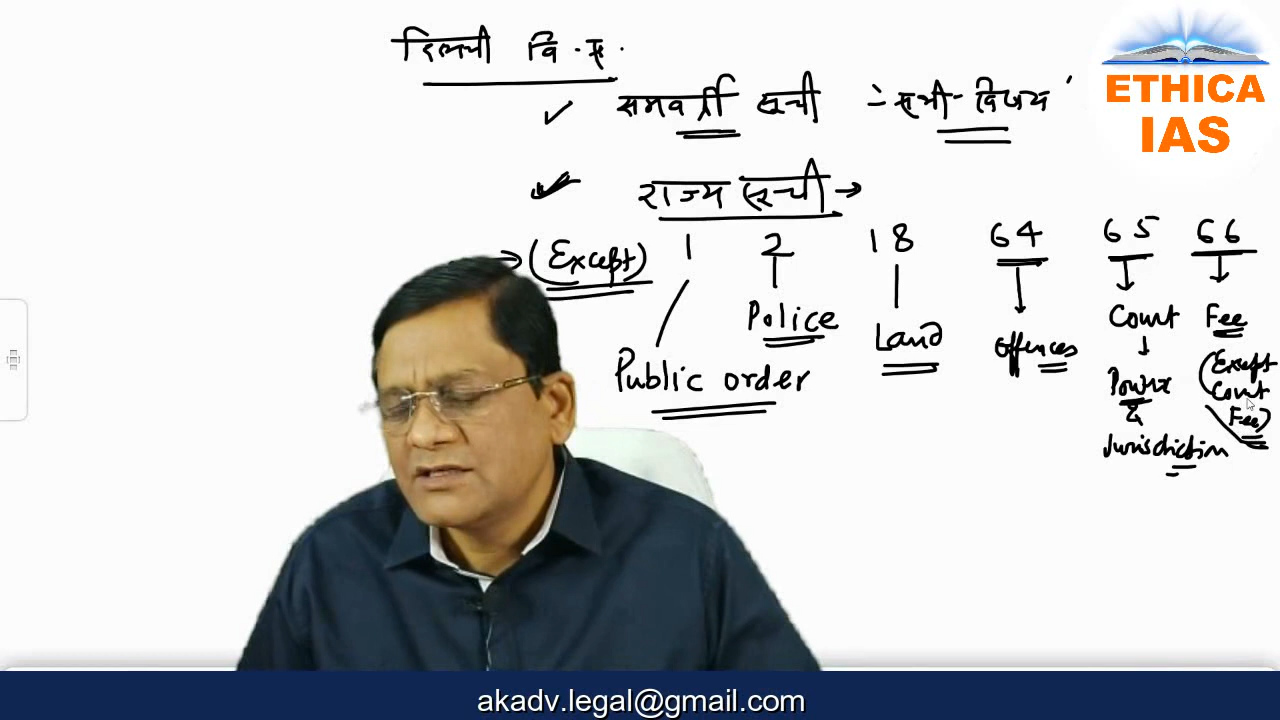 दिल्ली वि. स.
✓ समवर्ती सूची :- सभी विषय
✓ राज्य सूची →
→ (Except) 1 2 18 64 65 66
Public order
Police
Land
offences
Court
Power
&
Jurisdiction
Fee
(Except
Court
Fee)
ETHICA
IAS
akadv.legal@gmail.com